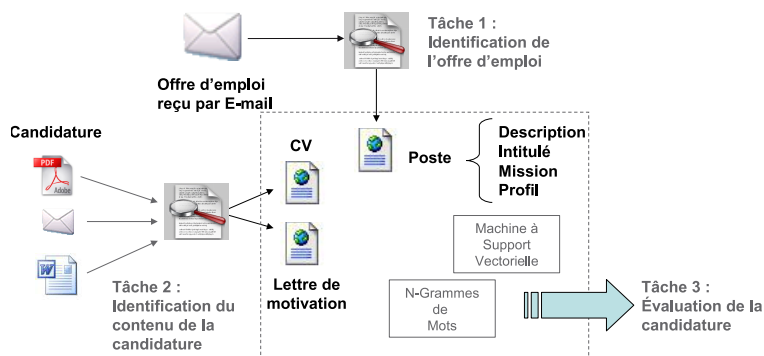 Tâche 1 :
Identification de
l'offre d'emploi
Offre d'emploi
reçu par E-mail
Candidature
PDF
Adobe
W
CV
Lettre de
motivation
Poste
Description
Intitulé
Mission
Profil
Machine à
Support
Vectorielle
N-Grammes
de
Mots
Tâche 2 :
Identification du
contenu de la
candidature
Tâche 3 :
Évaluation de la
candidature